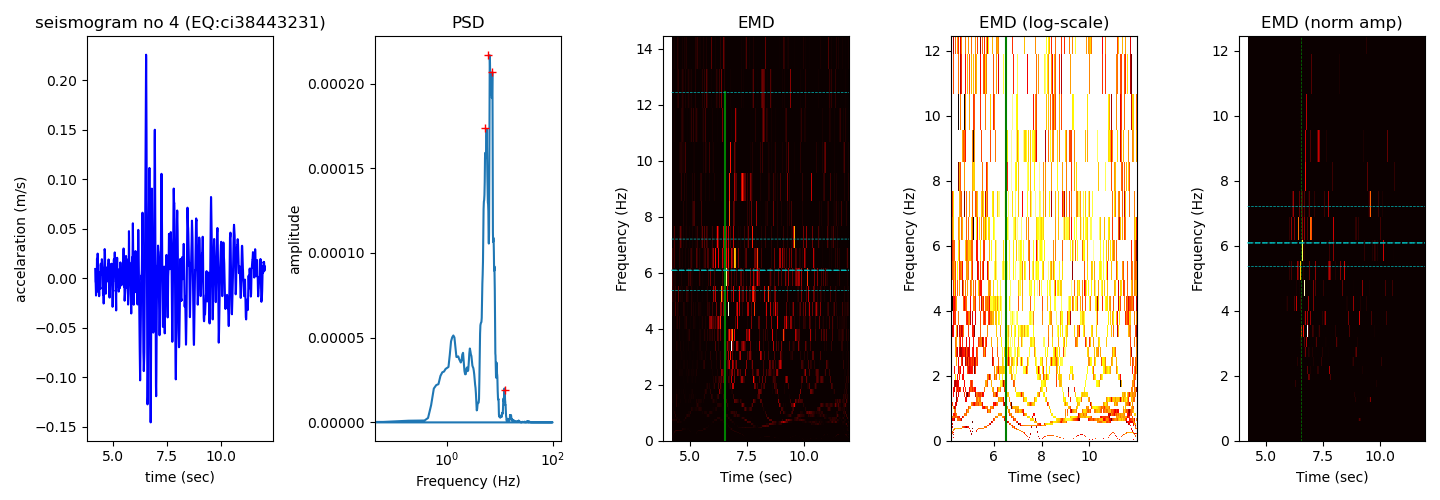 seismogram no 4 (EQ:ci38443231)
PSD
EMD
EMD (log-scale)
EMD (norm amp)
accelaration (m/s)
0.20
0.15
0.10
0.05
0.00
−0.05
−0.10
−0.15
5.0 7.5 10.0
time (sec)
amplitude
0.00020
0.00015
0.00010
0.00005
0.00000
10⁰ 10²
Frequency (Hz)
Frequency (Hz)
14
12
10
8
6
4
2
0
5.0 7.5 10.0
Time (sec)
Frequency (Hz)
12
10
8
6
4
2
0
6 8 10
Time (sec)
Frequency (Hz)
12
10
8
6
4
2
0
5.0 7.5 10.0
Time (sec)